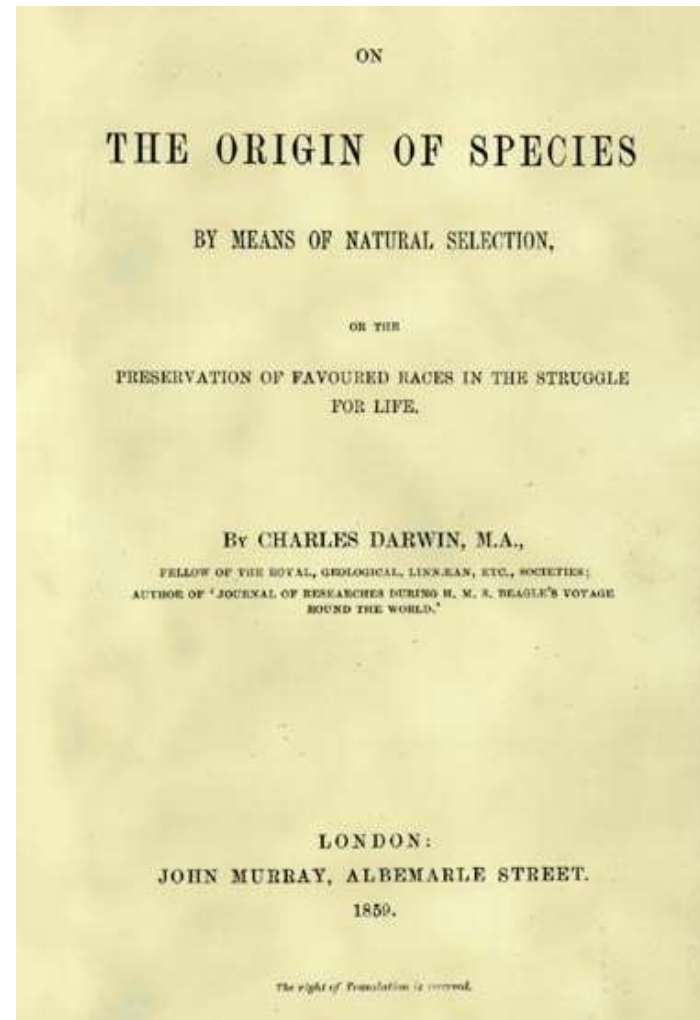 ON
THE ORIGIN OF SPECIES
BY MEANS OF NATURAL SELECTION,
OR THE
PRESERVATION OF FAVOURED RACES IN THE STRUGGLE
FOR LIFE.
BY CHARLES DARWIN, M.A.,
FELLOW OF THE ROYAL, GEOLOGICAL, LINNÆAN, ETC., SOCIETIES;
AUTHOR OF 'JOURNAL OF RESEARCHES DURING H. M. S. BEAGLE'S VOYAGE
ROUND THE WORLD.'
LONDON:
JOHN MURRAY, ALBEMARLE STREET.
1859.
The right of Translation is reserved.